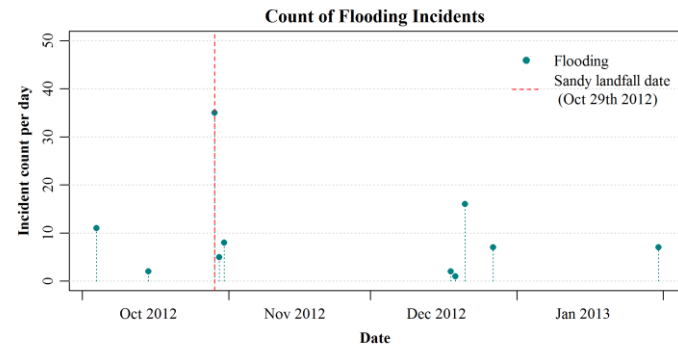 Count of Flooding Incidents
50
40
30
20
10
0
Incident count per day
Flooding
Sandy landfall date
(Oct 29th 2012)
Oct 2012
Nov 2012
Dec 2012
Jan 2013
Date